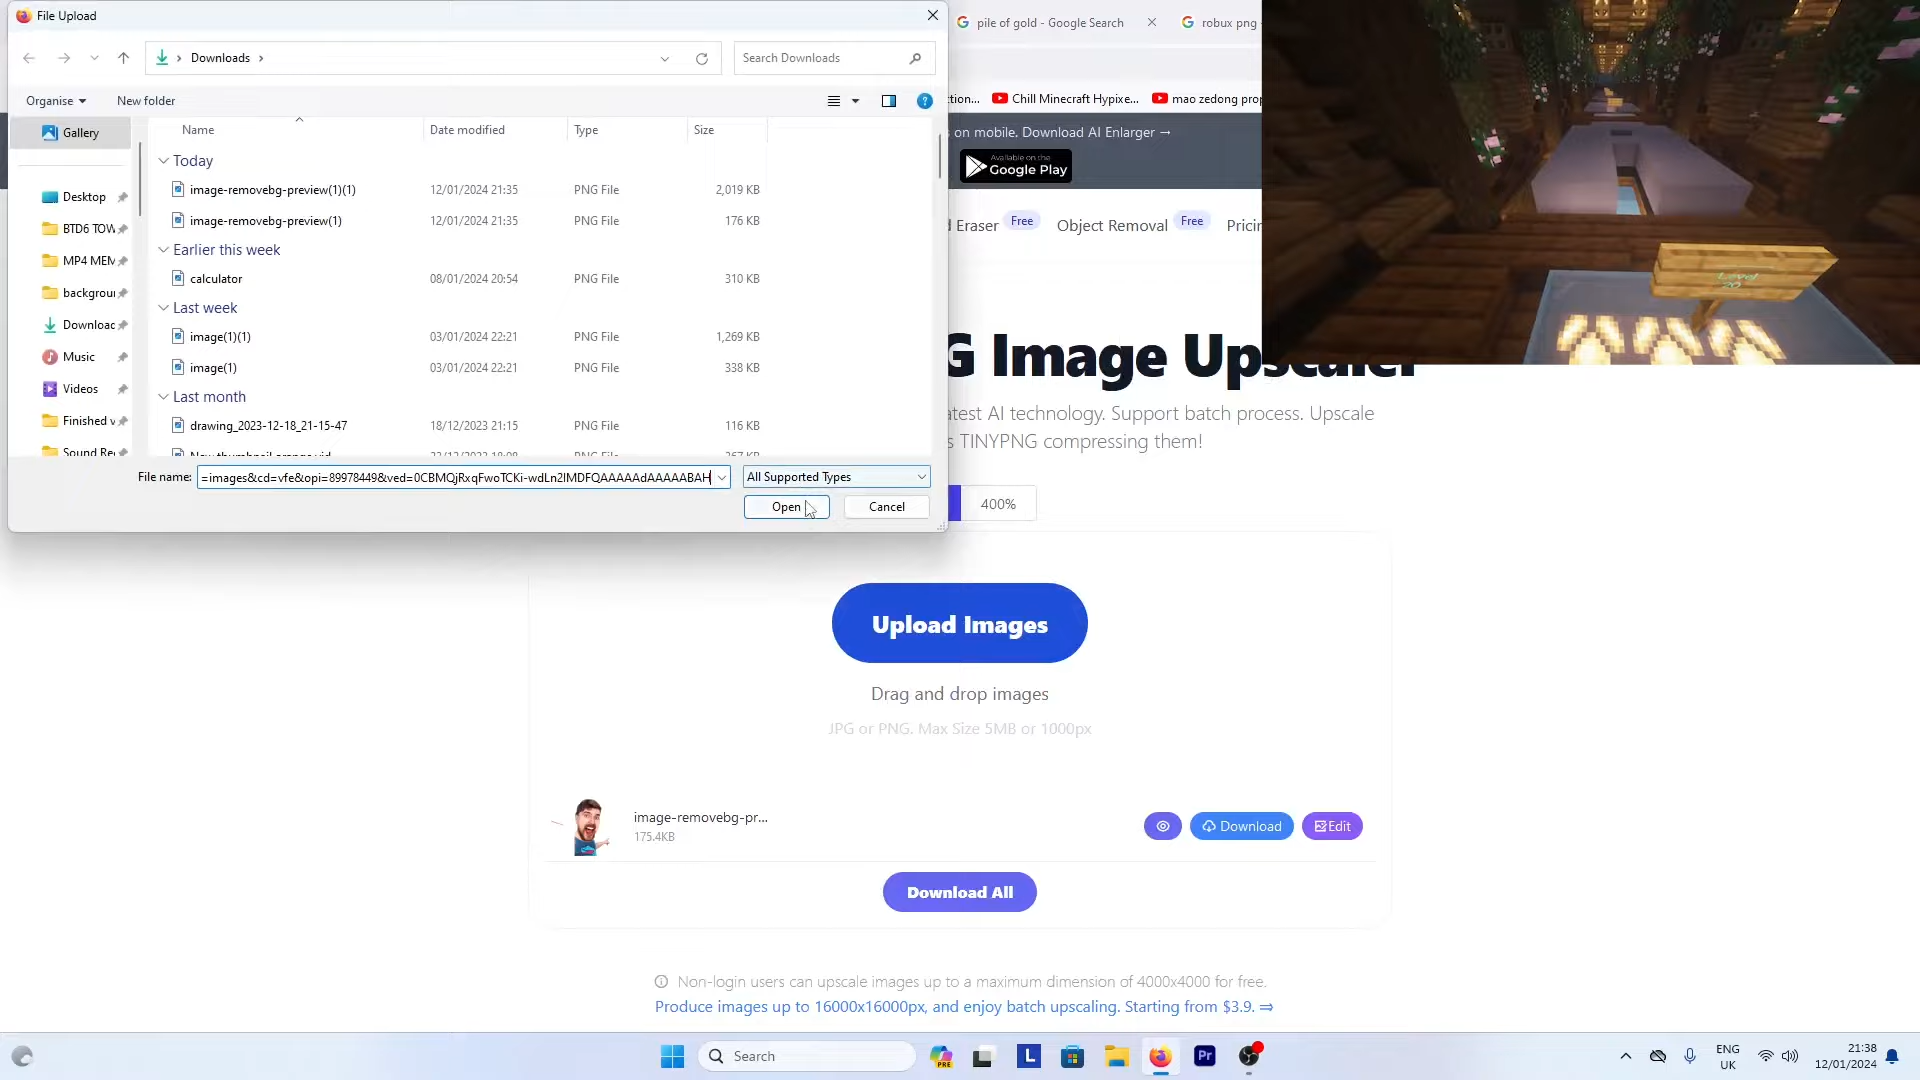 File Upload
pile of gold - Google Search
robux png
Downloads
Search Downloads
Organise
New folder
Chill Minecraft Hypixe...
Name
Date modified
Type
Size
Gallery
on mobile. Download AI Enlarger →
Available on the
Google Play
Today
image-removebg-preview(1)(1) 12/01/2024 21:35 PNG File 2,019 KB
Desktop
image-removebg-preview(1) 12/01/2024 21:35 PNG File 176 KB
BTD6 TOW
Eraser Free
Object Removal Free
Earlier this week
MP4 MEM
calculator 08/01/2024 20:54 PNG File 310 KB
Last week
Music
image(1)(1) 03/01/2024 22:21 PNG File 1,269 KB
image(1) 03/01/2024 22:21 PNG File 338 KB
Videos
Last month
Finished v
drawing_2023-12-18_21-15-47 18/12/2023 21:15 PNG File 116 KB
G Image Upscaler
atest AI technology. Support batch process. Upscale
s TINYPNG compressing them!
File name:
=images&cd=vfe&opi=89978449&ved=0CBMQjRxqFwoTCKi-wdLn2IMDFQAAAAAdAAAAABAH
All Supported Types
Open
Cancel
400%
Upload Images
Drag and drop images
JPG or PNG. Max Size 5MB or 1000px
image-removebg-pr...
175.4KB
Download
Edit
Download All
Non-login users can upscale images up to a maximum dimension of 4000x4000 for free.
Produce images up to 16000x16000px, and enjoy batch upscaling. Starting from $3.9. ⇒
Search
PRE
L
Pr
ENG
UK
21:38
12/01/2024